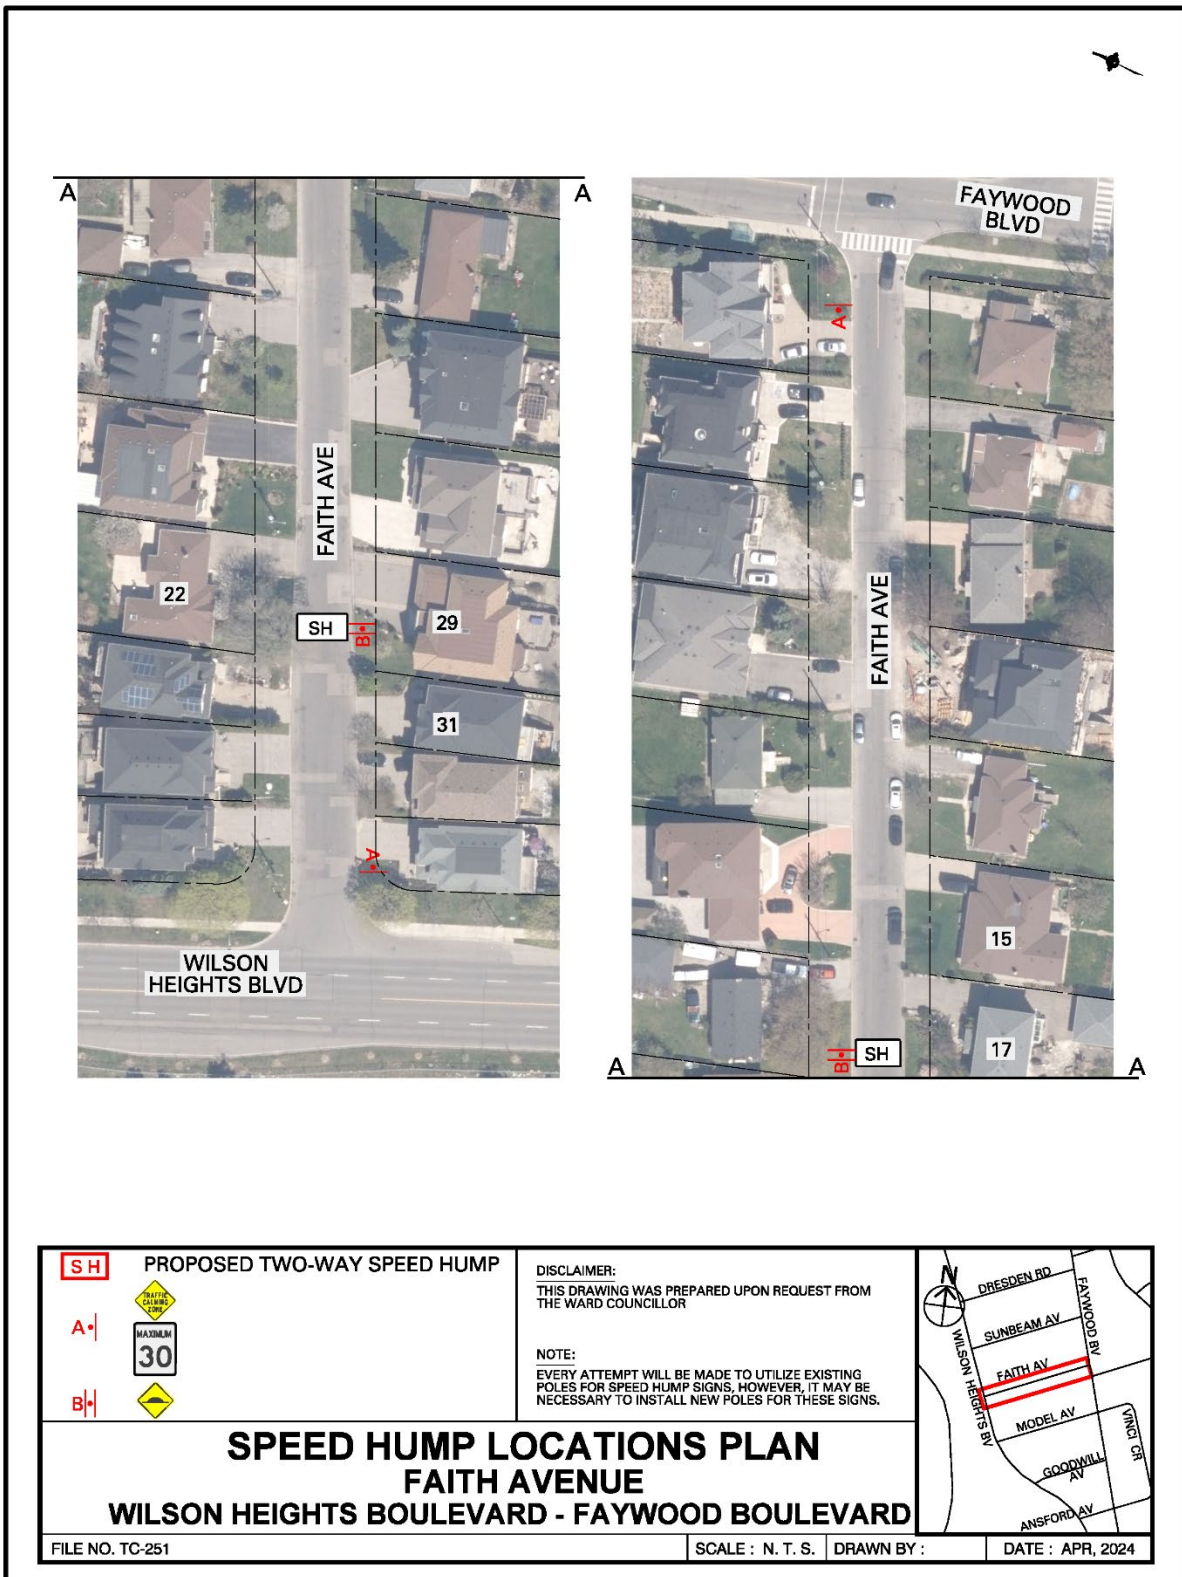 A
A
FAITH AVE
22
SH
B
29
31
A
WILSON
HEIGHTS BLVD
FAYWOOD
BLVD
A
FAITH AVE
15
17
B
SH
A
A
SH
PROPOSED TWO-WAY SPEED HUMP
TRAFFIC
CALMING
ZONE
A
MAXIMUM
30
B
DISCLAIMER:
THIS DRAWING WAS PREPARED UPON REQUEST FROM
THE WARD COUNCILLOR
NOTE:
EVERY ATTEMPT WILL BE MADE TO UTILIZE EXISTING
POLES FOR SPEED HUMP SIGNS, HOWEVER, IT MAY BE
NECESSARY TO INSTALL NEW POLES FOR THESE SIGNS.
N
DRESDEN RD
SUNBEAM AV
FAYWOOD BV
FAITH AV
WILSON HEIGHTS BV
MODEL AV
VINCI CR
GOODWILL
AV
ANSFORD AV
SPEED HUMP LOCATIONS PLAN
FAITH AVENUE
WILSON HEIGHTS BOULEVARD - FAYWOOD BOULEVARD
FILE NO. TC-251
SCALE : N. T. S.
DRAWN BY :
DATE : APR, 2024